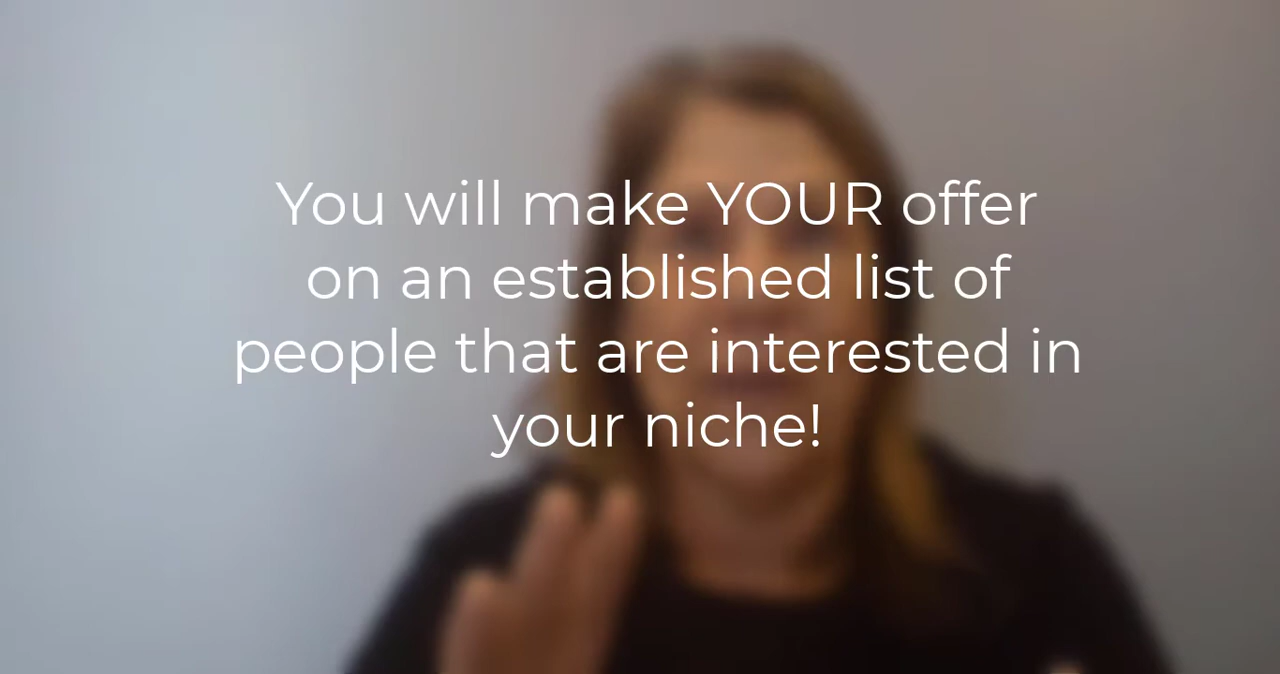 You will make YOUR offer
on an established list of
people that are interested in
your niche!